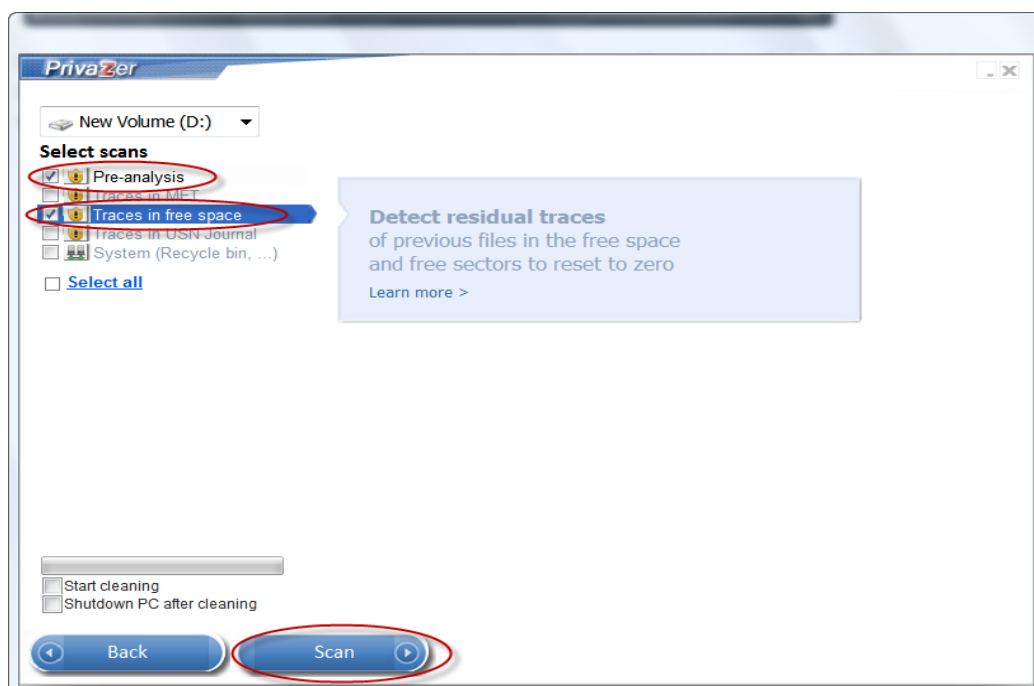 PrivaZer
New Volume (D:)
Select scans
Pre-analysis
Traces in MFT
Traces in free space
Traces in USN Journal
System (Recycle bin, ...)
Select all
Detect residual traces
of previous files in the free space
and free sectors to reset to zero
Learn more >
Start cleaning
Shutdown PC after cleaning
Back
Scan